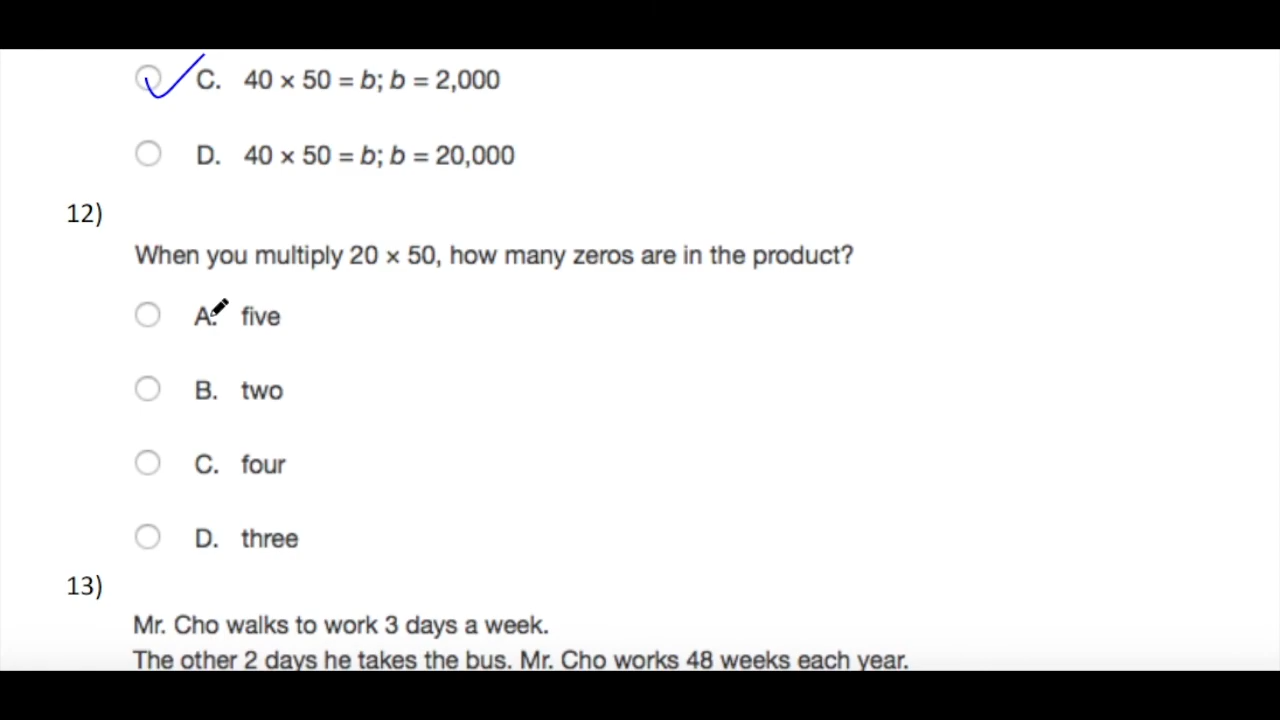 C. 40 × 50 = b; b = 2,000
D. 40 × 50 = b; b = 20,000
12)
When you multiply 20 × 50, how many zeros are in the product?
A. five
B. two
C. four
D. three
13)
Mr. Cho walks to work 3 days a week.
The other 2 days he takes the bus. Mr. Cho works 48 weeks each year.